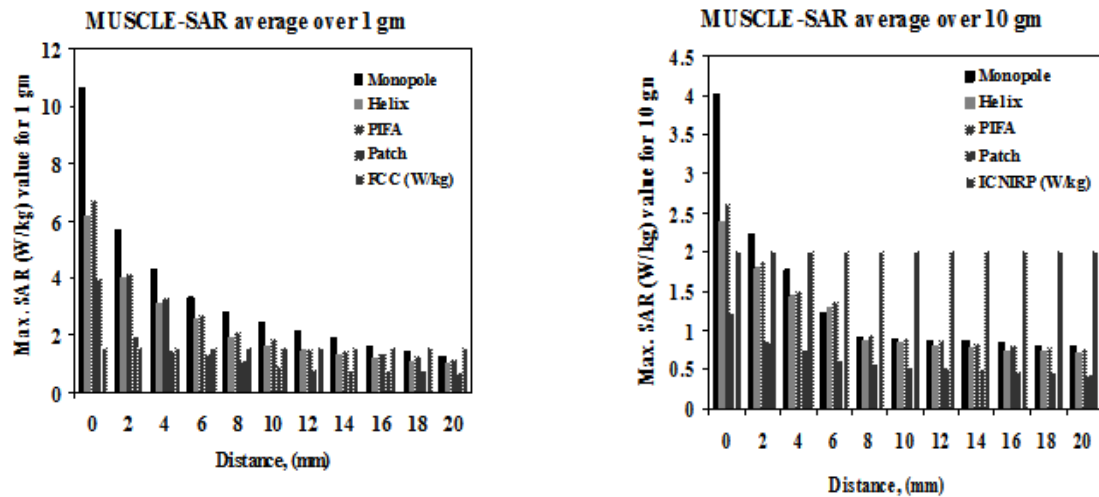 MUSCLE-SAR average over 1 gm
Max. SAR (W/kg) value for 1 gm
12
10
8
6
4
2
0
Monopole
Helix
PIFA
Patch
FCC (W/kg)
0 2 4 6 8 10 12 14 16 18 20
Distance, (mm)
MUSCLE-SAR average over 10 gm
Max. SAR (W/kg) value for 10 gn
4.5
4
3.5
3
2.5
2
1.5
1
0.5
0
Monopole
Helix
PIFA
Patch
ICNIRP (W/kg)
0 2 4 6 8 10 12 14 16 18 20
Distance, (mm)